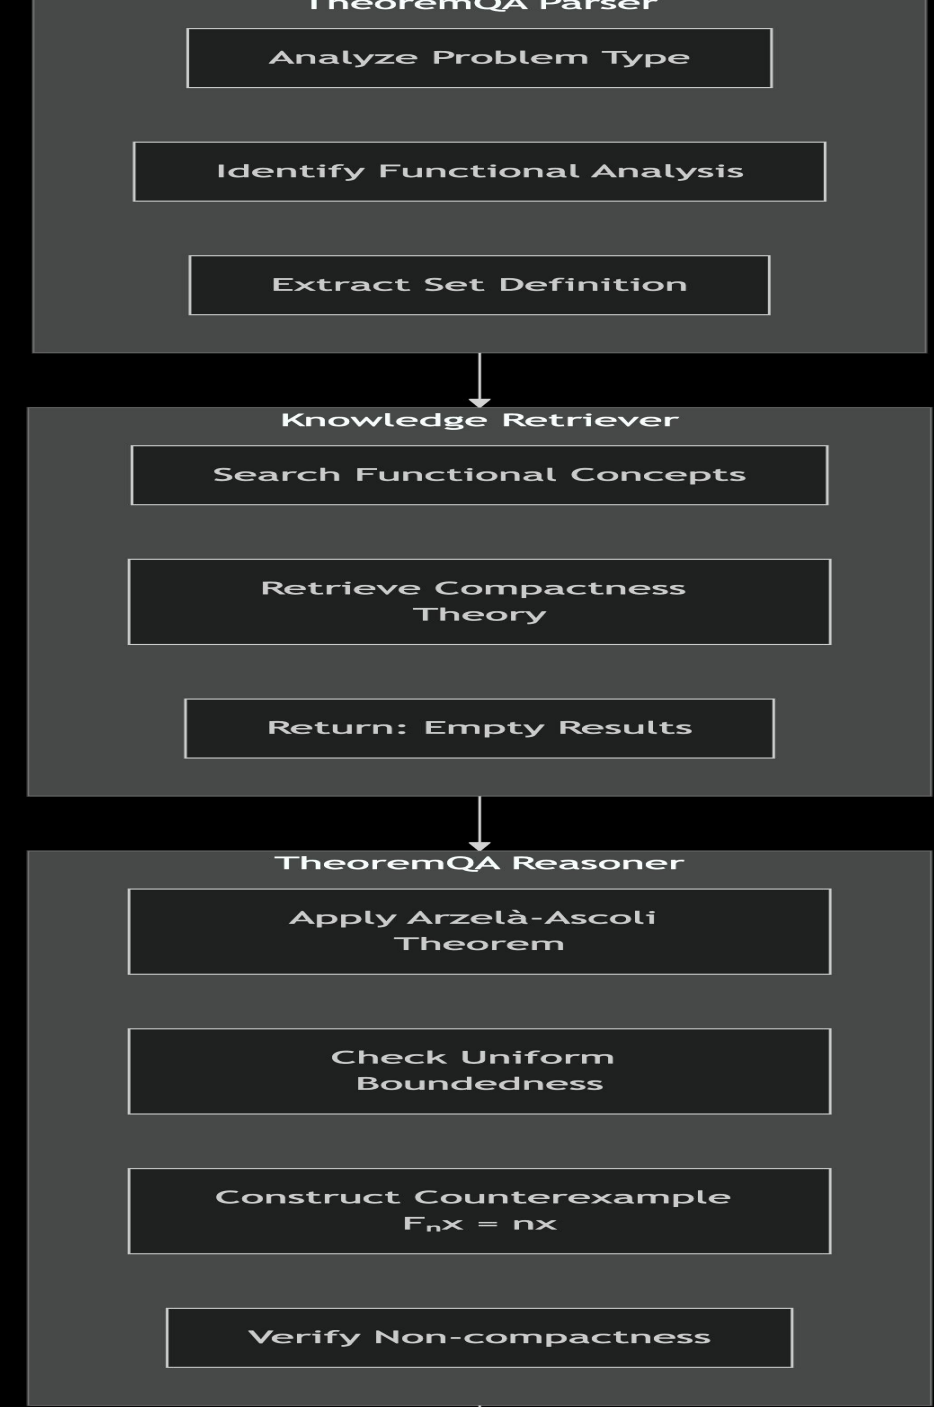 TheoremQA Parser
Analyze Problem Type
Identify Functional Analysis
Extract Set Definition
Knowledge Retriever
Search Functional Concepts
Retrieve Compactness
Theory
Return: Empty Results
TheoremQA Reasoner
Apply Arzelà-Ascoli
Theorem
Check Uniform
Boundedness
Construct Counterexample
Fₙx = nx
Verify Non-compactness